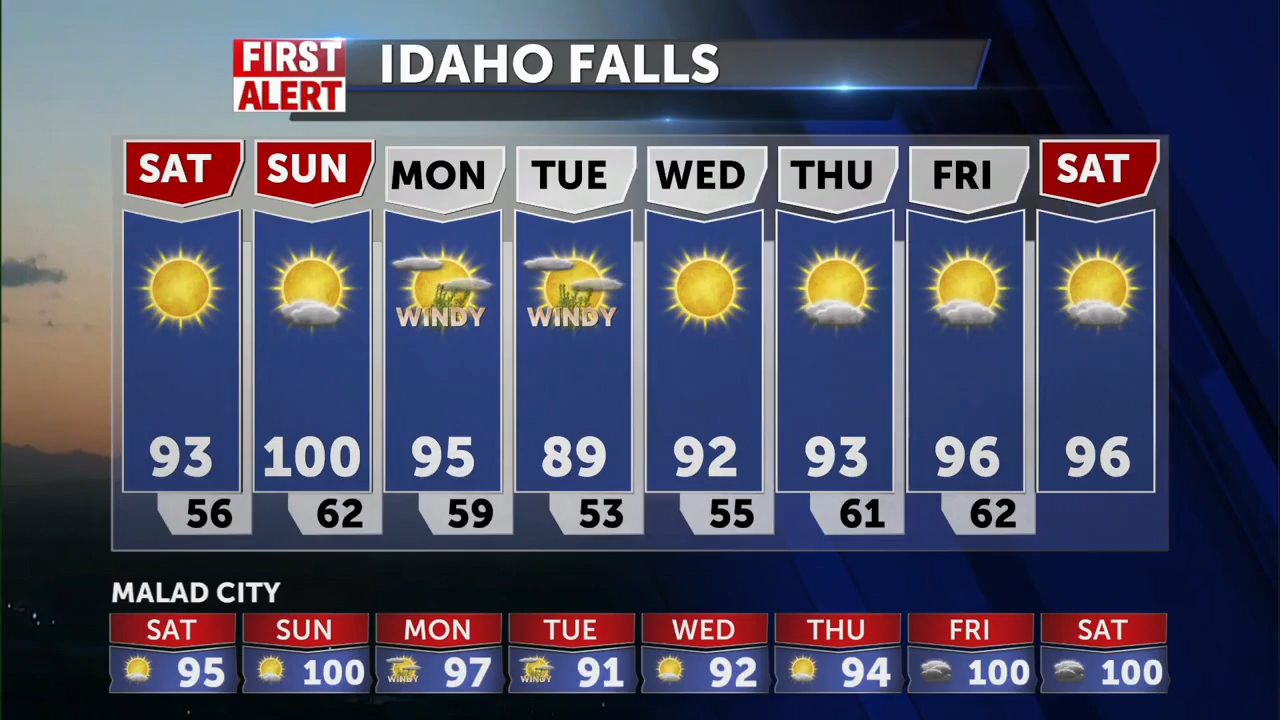 FIRST
ALERT
IDAHO FALLS
SAT SUN MON TUE WED THU FRI SAT
WINDY WINDY
93 100 95 89 92 93 96 96
56 62 59 53 55 61 62
MALAD CITY
SAT SUN MON TUE WED THU FRI SAT
95 100 WINDY 97 WINDY 91 92 94 100 100